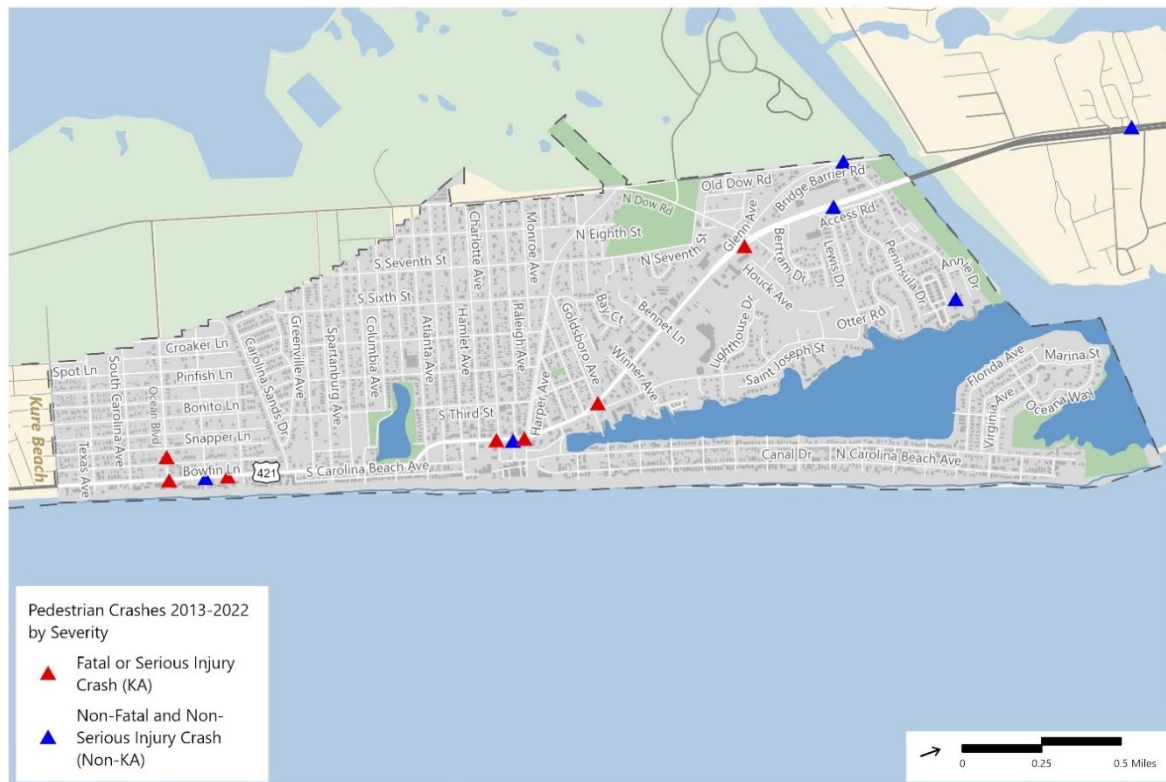 Old Dow Rd
Bridge Barrier Rd
N Dow Rd
Glenn Ave
Access Rd
Charlotte Ave
Monroe Ave
N Eighth St
Bertram Dr
Lewis Dr
Peninsula Dr
Annie Dr
S Seventh St
N Seventh St
Houck Ave
S Sixth St
Bay Ct
Bennet Ln
Otter Rd
Goldsboro Ave
Lighthouse Dr
Greenville Ave
Spartanburg Ave
Columbia Ave
Atlanta Ave
Hamlet Ave
Raleigh Ave
Winner Ave
Saint Joseph St
Croaker Ln
Carolina Sands Dr
Florida Ave
Marina St
Spot Ln
South Carolina Ave
Ocean Blvd
Pinfish Ln
Harper Ave
Virginia Ave
Oceana Way
Kure Beach
Bonito Ln
S Third St
Snapper Ln
Texas Ave
Bowfin Ln
421
S Carolina Beach Ave
Canal Dr
N Carolina Beach Ave
Pedestrian Crashes 2013-2022
by Severity
Fatal or Serious Injury
Crash (KA)
Non-Fatal and Non-
Serious Injury Crash
(Non-KA)
0
0.25
0.5 Miles